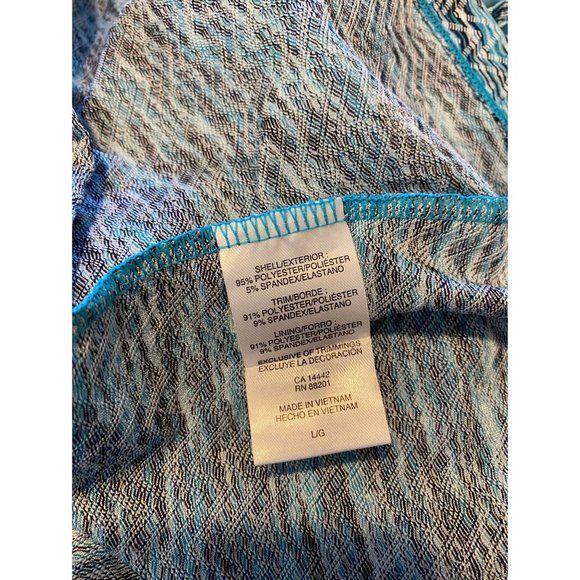 SHELL/EXTERIOR
95% POLYESTER/POLIÉSTER
5% SPANDEX/ELASTANO
TRIM/BORDE :
91% POLYESTER/POLIÉSTER
9% SPANDEX/ELASTANO
LINING/FORRO :
91% POLYESTER/POLIÉSTER
9% SPANDEX/ELASTANO
EXCLUSIVE OF TRIMMINGS
EXCLUYE LA DECORACIÓN
CA 14442
RN 88201
MADE IN VIETNAM
HECHO EN VIETNAM
L/G